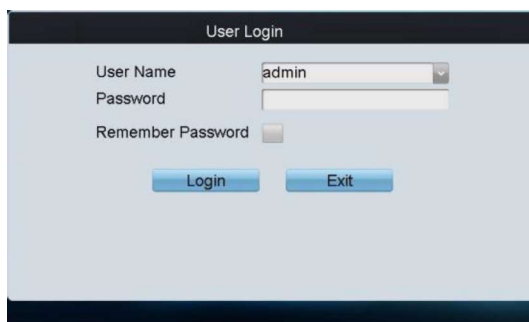 User Login
User Name admin
Password
Remember Password
Login Exit